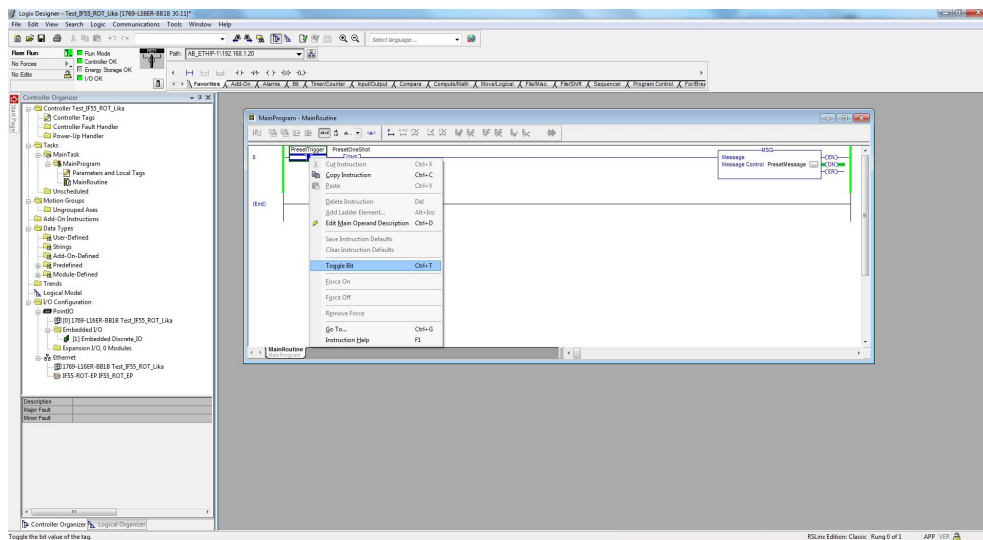 Logix Designer - Test_IF55_ROT_Lika [1769-L16ER-BB1B 30.11]*
File Edit View Search Logic Communications Tools Window Help
Select language...
Rem Run
Run Mode
Path: AB_ETHIP-1\192.168.1.20
No Forces
Controller OK
Energy Storage OK
No Edits
I/O OK
Favorites Add-On Alarms Bit Timer/Counter Input/Output Compare Compute/Math Move/Logical File/Misc. File/Shift Sequencer Program Control For/Brea
Start Page
Controller Organizer
Controller Test_IF55_ROT_Lika
Controller Tags
Controller Fault Handler
Power-Up Handler
Tasks
MainTask
MainProgram
Parameters and Local Tags
MainRoutine
Unscheduled
Motion Groups
Ungrouped Axes
Add-On Instructions
Data Types
User-Defined
Strings
Add-On-Defined
Predefined
Module-Defined
Trends
Logical Model
I/O Configuration
PointIO
[0] 1769-L16ER-BB1B Test_IF55_ROT_Lika
Embedded I/O
[1] Embedded Discrete_IO
Expansion I/O, 0 Modules
Ethernet
1769-L16ER-BB1B Test_IF55_ROT_Lika
IF55-ROT-EP IF55_ROT_EP
Description
Major Fault
Minor Fault
Controller Organizer Logical Organizer
MainProgram - MainRoutine
PresetTrigger PresetOneShot
0
ONS
MSG
Message
Message Control PresetMessage ...
EN
DN
ER
(End)
Cut Instruction Ctrl+X
Copy Instruction Ctrl+C
Paste Ctrl+V
Delete Instruction Del
Add Ladder Element... Alt+Ins
Edit Main Operand Description Ctrl+D
Save Instruction Defaults
Clear Instruction Defaults
Toggle Bit Ctrl+T
Force On
Force Off
Remove Force
Go To... Ctrl+G
Instruction Help F1
MainRoutine
MainProgram
Toggle the bit value of the tag.
RSLinx Edition: Classic Rung 0 of 1 APP VER